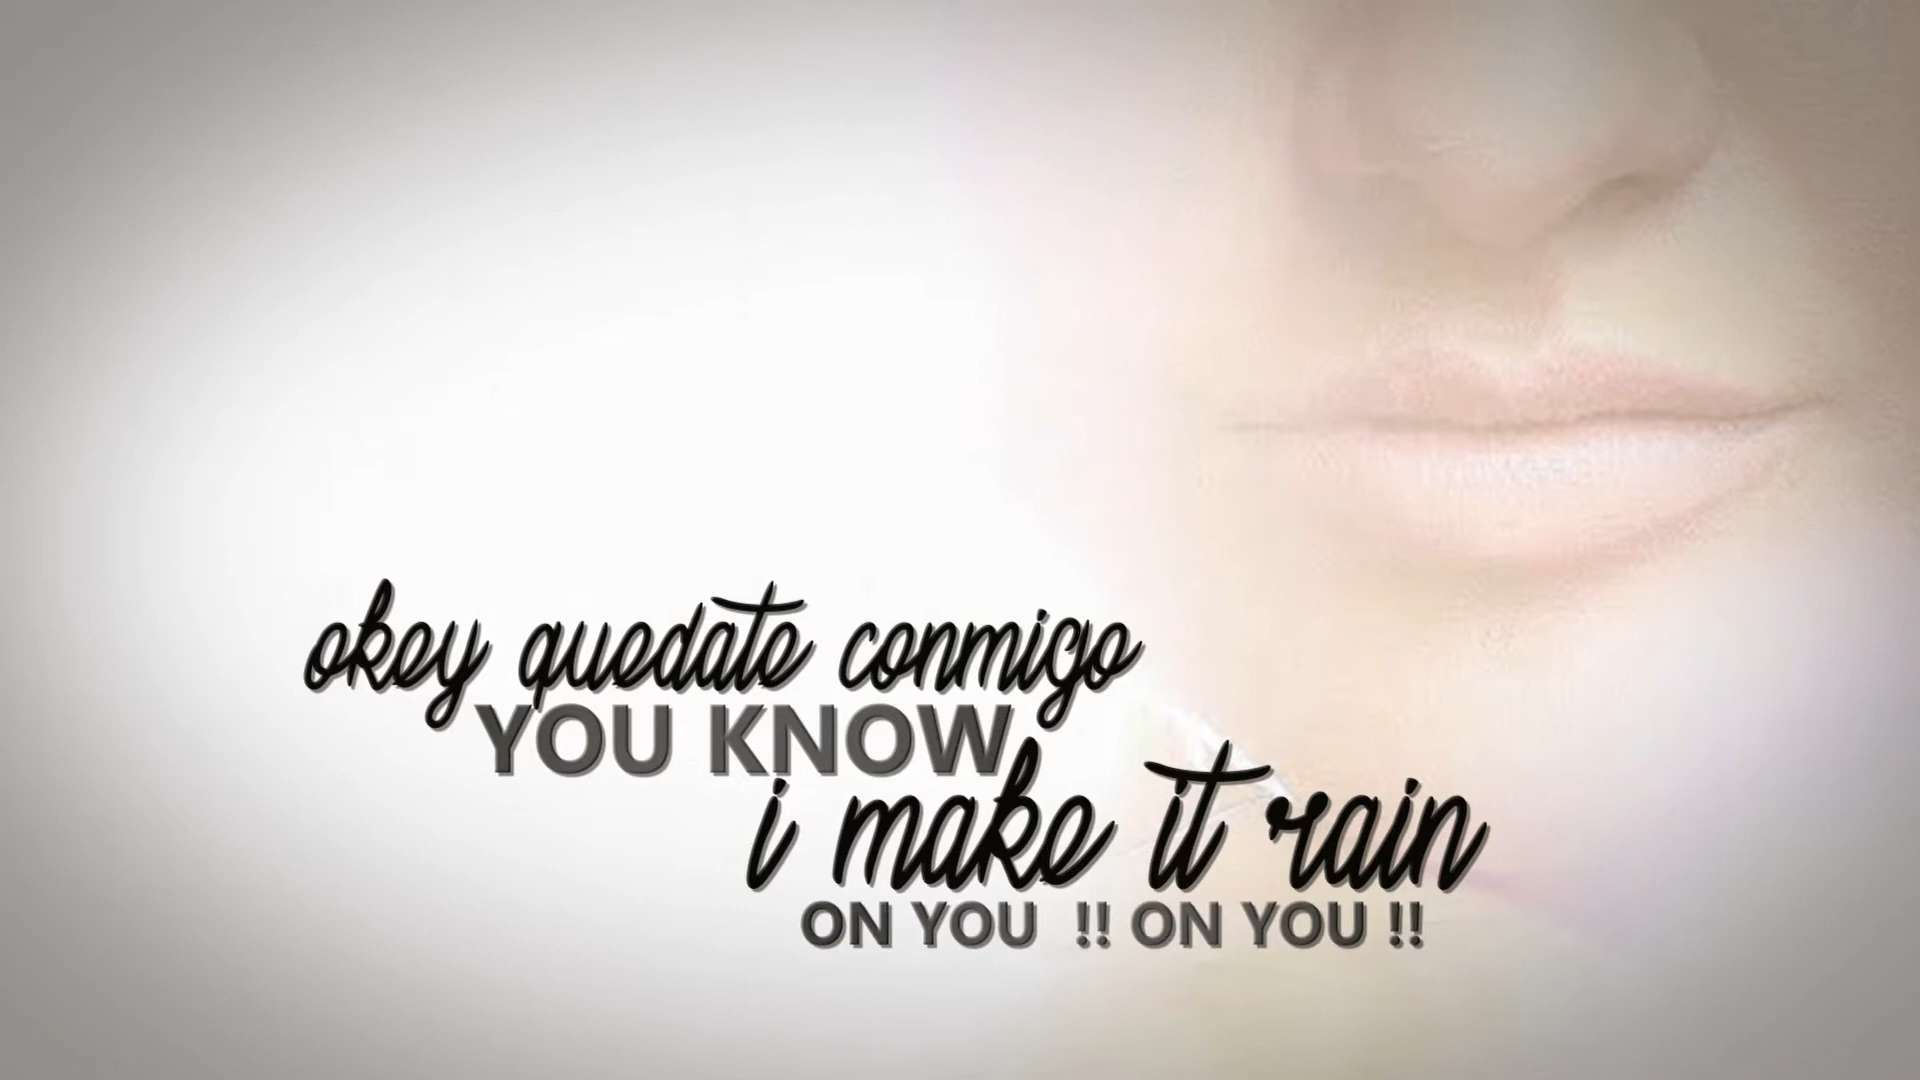 okey quedate conmigo
YOU KNOW
i make it rain
ON YOU !! ON YOU !!